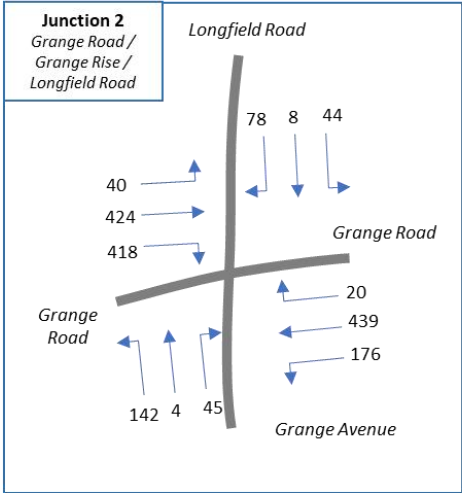 Junction 2
Grange Road /
Grange Rise /
Longfield Road
Longfield Road
78 8 44
40
424
418
Grange Road
Grange
Road
20
439
176
142 4 45
Grange Avenue